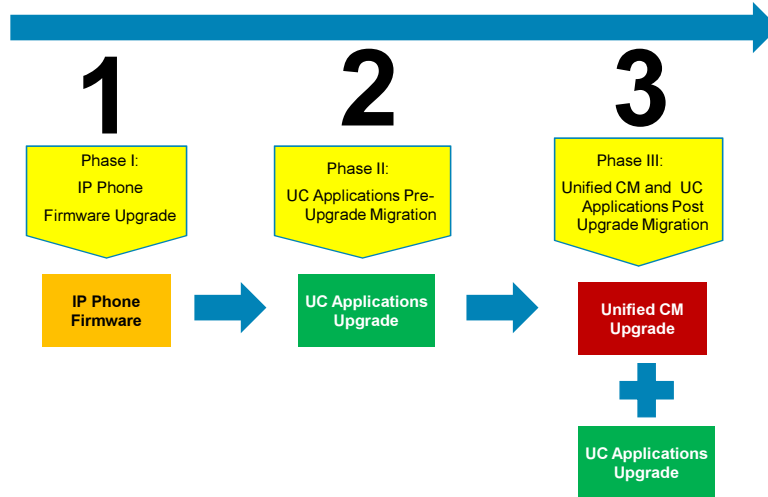 1
2
3
Phase I:
IP Phone
Firmware Upgrade
Phase II:
UC Applications Pre-
Upgrade Migration
Phase III:
Unified CM and UC
Applications Post
Upgrade Migration
IP Phone
Firmware
UC Applications
Upgrade
Unified CM
Upgrade
UC Applications
Upgrade